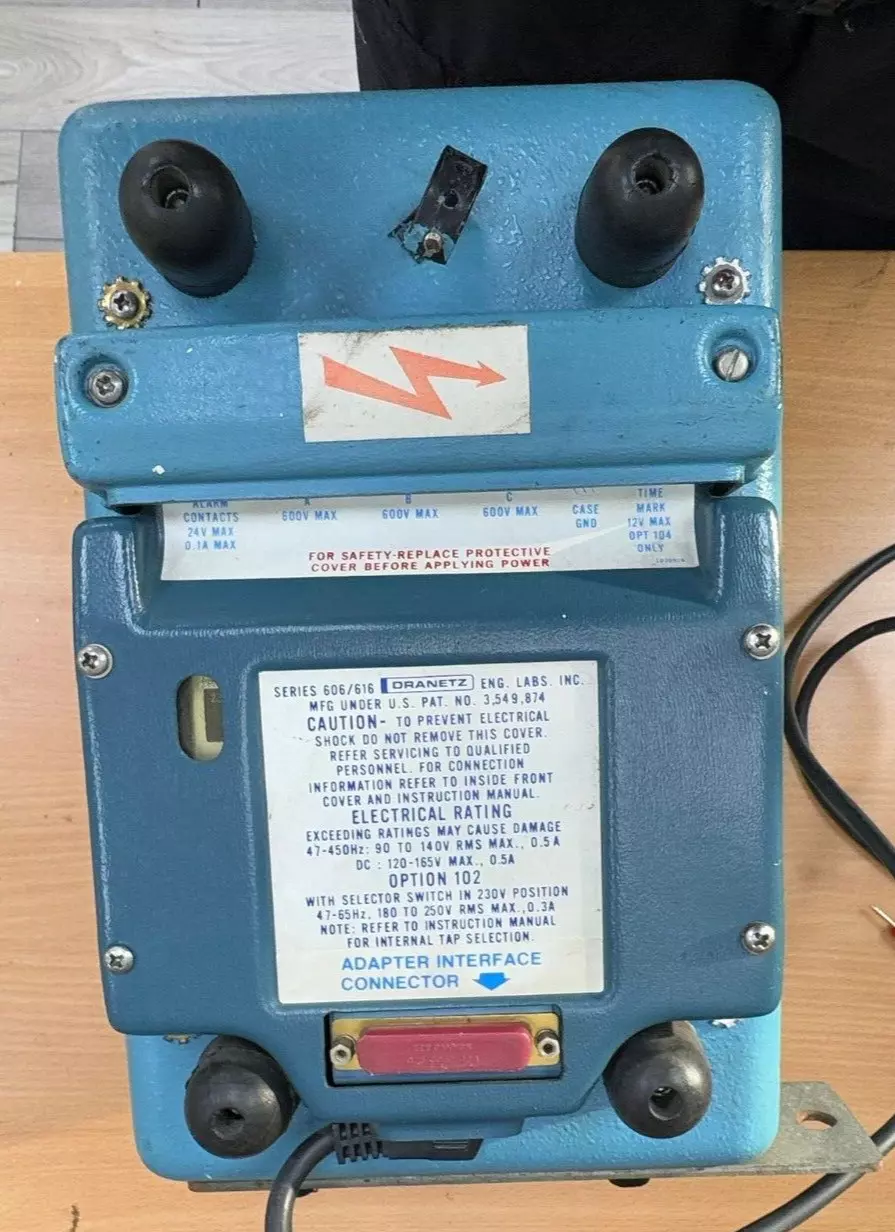 ALARM A B C TIME
CONTACTS 600V MAX 600V MAX 600V MAX CASE MARK
24V MAX GND 12V MAX
0.1A MAX OPT 104
ONLY
FOR SAFETY-REPLACE PROTECTIVE
COVER BEFORE APPLYING POWER
SERIES 606/616 DRANETZ ENG. LABS. INC.
MFG UNDER U.S. PAT. NO. 3,549,874
CAUTION- TO PREVENT ELECTRICAL
SHOCK DO NOT REMOVE THIS COVER.
REFER SERVICING TO QUALIFIED
PERSONNEL. FOR CONNECTION
INFORMATION REFER TO INSIDE FRONT
COVER AND INSTRUCTION MANUAL.
ELECTRICAL RATING
EXCEEDING RATINGS MAY CAUSE DAMAGE
47-450Hz: 90 TO 140V RMS MAX., 0.5A
DC : 120-165V MAX., 0.5A
OPTION 102
WITH SELECTOR SWITCH IN 230V POSITION
47-65Hz, 180 TO 250V RMS MAX.,0.3A
NOTE: REFER TO INSTRUCTION MANUAL
FOR INTERNAL TAP SELECTION.
ADAPTER INTERFACE
CONNECTOR